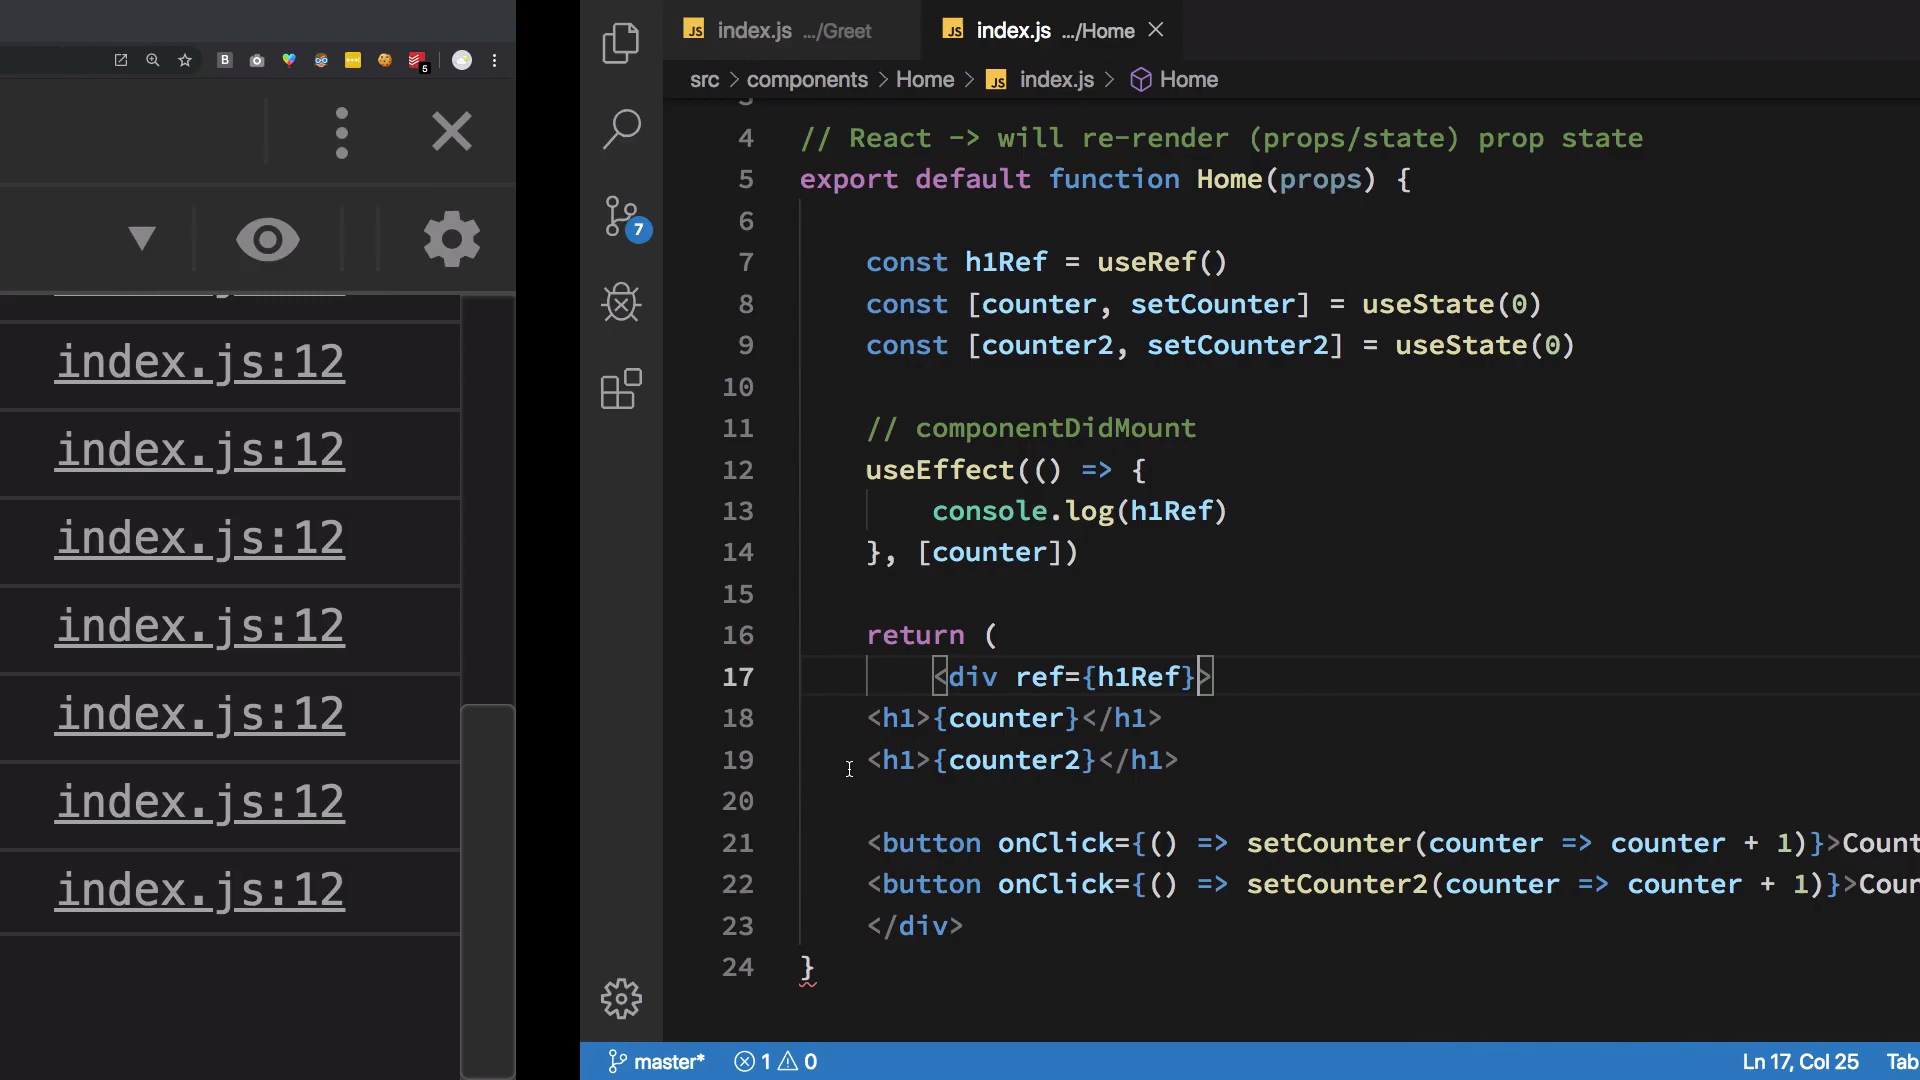 B
5
index.js:12
index.js:12
index.js:12
index.js:12
index.js:12
index.js:12
index.js:12
7
JS index.js .../Greet
JS index.js .../Home
src > components > Home > JS index.js > Home
4 // React -> will re-render (props/state) prop state
5 export default function Home(props) {
6
7 const h1Ref = useRef()
8 const [counter, setCounter] = useState(0)
9 const [counter2, setCounter2] = useState(0)
10
11 // componentDidMount
12 useEffect(() => {
13 console.log(h1Ref)
14 }, [counter])
15
16 return (
17 <div ref={h1Ref}>
18 <h1>{counter}</h1>
19 <h1>{counter2}</h1>
20
21 <button onClick={() => setCounter(counter => counter + 1)}>Count
22 <button onClick={() => setCounter2(counter => counter + 1)}>Coun
23 </div>
24 }
master* 1 0 Ln 17, Col 25 Tab